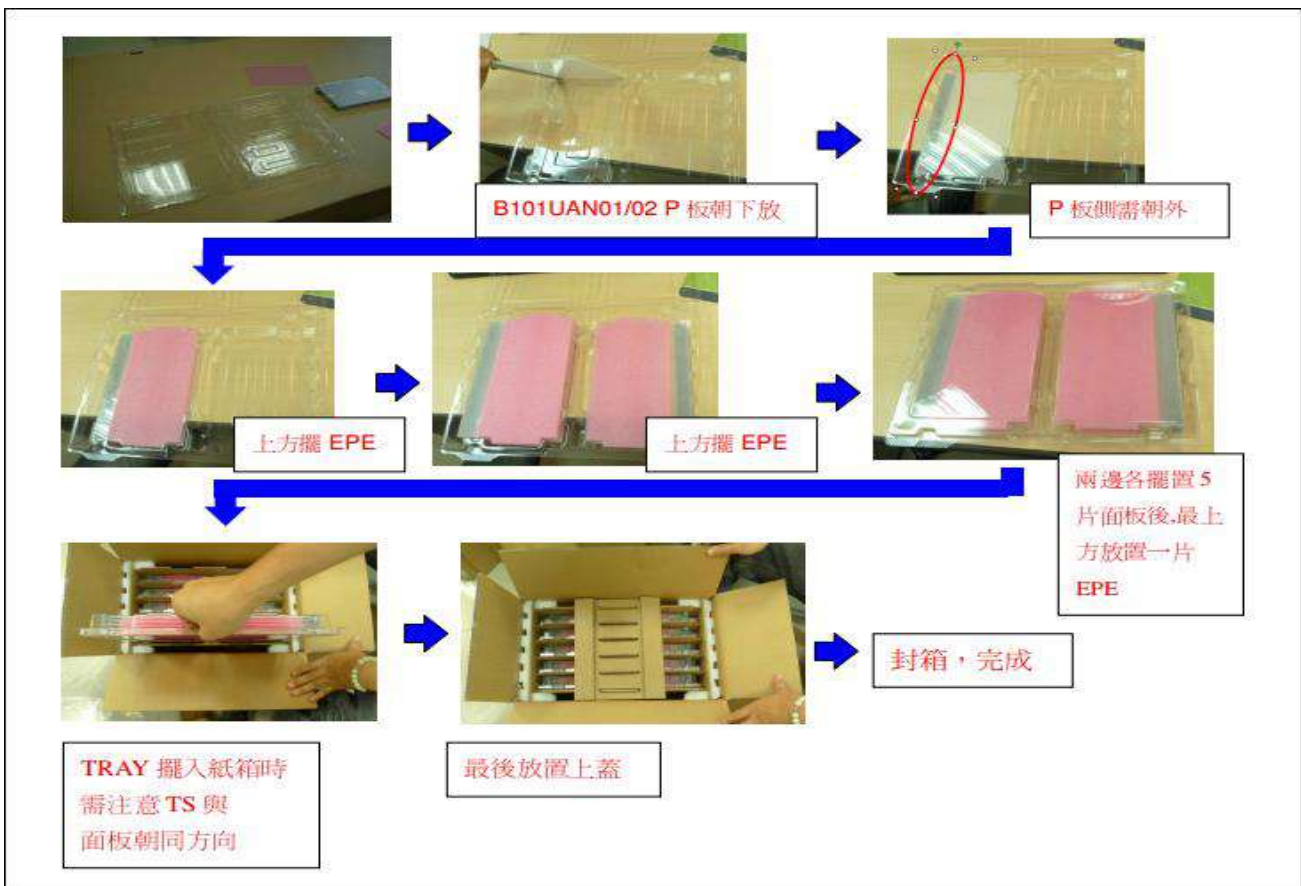 B101UAN01/02 P 板朝下放
P 板側需朝外
上方擺 EPE
上方擺 EPE
兩邊各擺置 5
片面板後,最上
方放置一片
EPE
TRAY 擺入紙箱時
需注意 TS 與
面板朝同方向
最後放置上蓋
封箱，完成